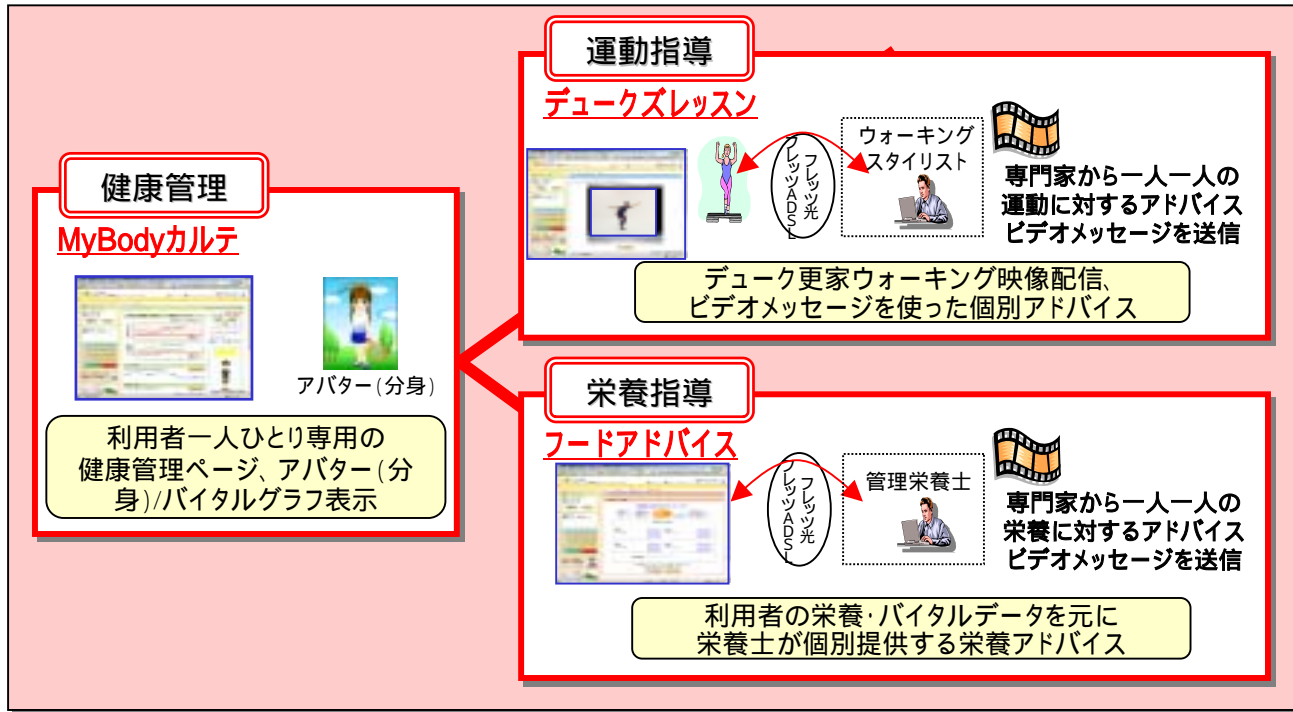 健康管理
MyBodyカルテ
アバター(分身)
利用者一人ひとり専用の
健康管理ページ、アバター(分
身)/バイタルグラフ表示
運動指導
デュークズレッスン
フレッツ光
フレッツADSL
ウォーキング
スタイリスト
専門家から一人一人の
運動に対するアドバイス
ビデオメッセージを送信
デューク更家ウォーキング映像配信、
ビデオメッセージを使った個別アドバイス
栄養指導
フードアドバイス
フレッツ光
フレッツADSL
管理栄養士
専門家から一人一人の
栄養に対するアドバイス
ビデオメッセージを送信
利用者の栄養・バイタルデータを元に
栄養士が個別提供する栄養アドバイス